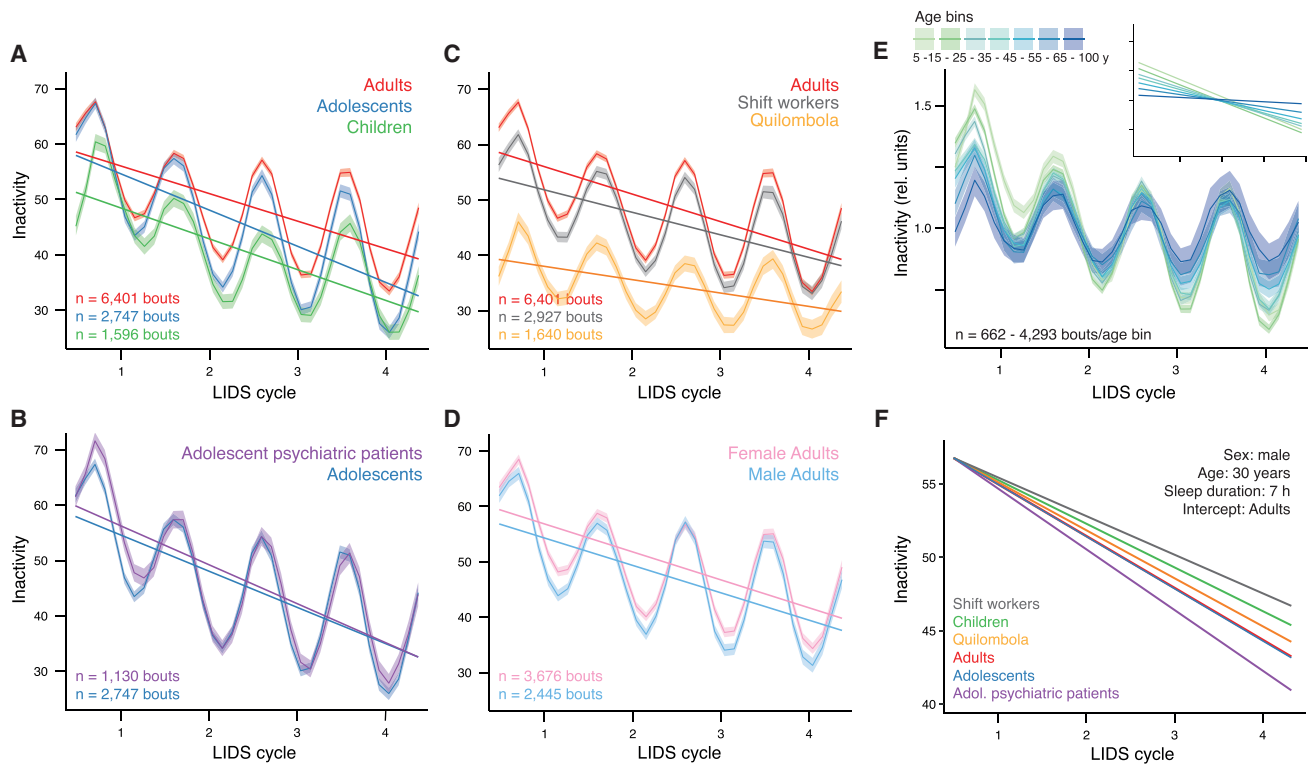 A
Adults
Adolescents
Children
Inactivity
70
60
50
40
30
n = 6,401 bouts
n = 2,747 bouts
n = 1,596 bouts
1 2 3 4
LIDS cycle
C
Adults
Shift workers
Quilombola
70
60
50
40
30
n = 6,401 bouts
n = 2,927 bouts
n = 1,640 bouts
1 2 3 4
LIDS cycle
E
Age bins
5 -15 - 25 - 35 - 45 - 55 - 65 - 100 y
Inactivity (rel. units)
1.5
1.0
n = 662 - 4,293 bouts/age bin
1 2 3 4
LIDS cycle
B
Adolescent psychiatric patients
Adolescents
Inactivity
70
60
50
40
30
n = 1,130 bouts
n = 2,747 bouts
1 2 3 4
LIDS cycle
D
Female Adults
Male Adults
70
60
50
40
30
n = 3,676 bouts
n = 2,445 bouts
1 2 3 4
LIDS cycle
F
Sex: male
Age: 30 years
Sleep duration: 7 h
Intercept: Adults
Inactivity
55
50
45
40
Shift workers
Children
Quilombola
Adults
Adolescents
Adol. psychiatric patients
1 2 3 4
LIDS cycle